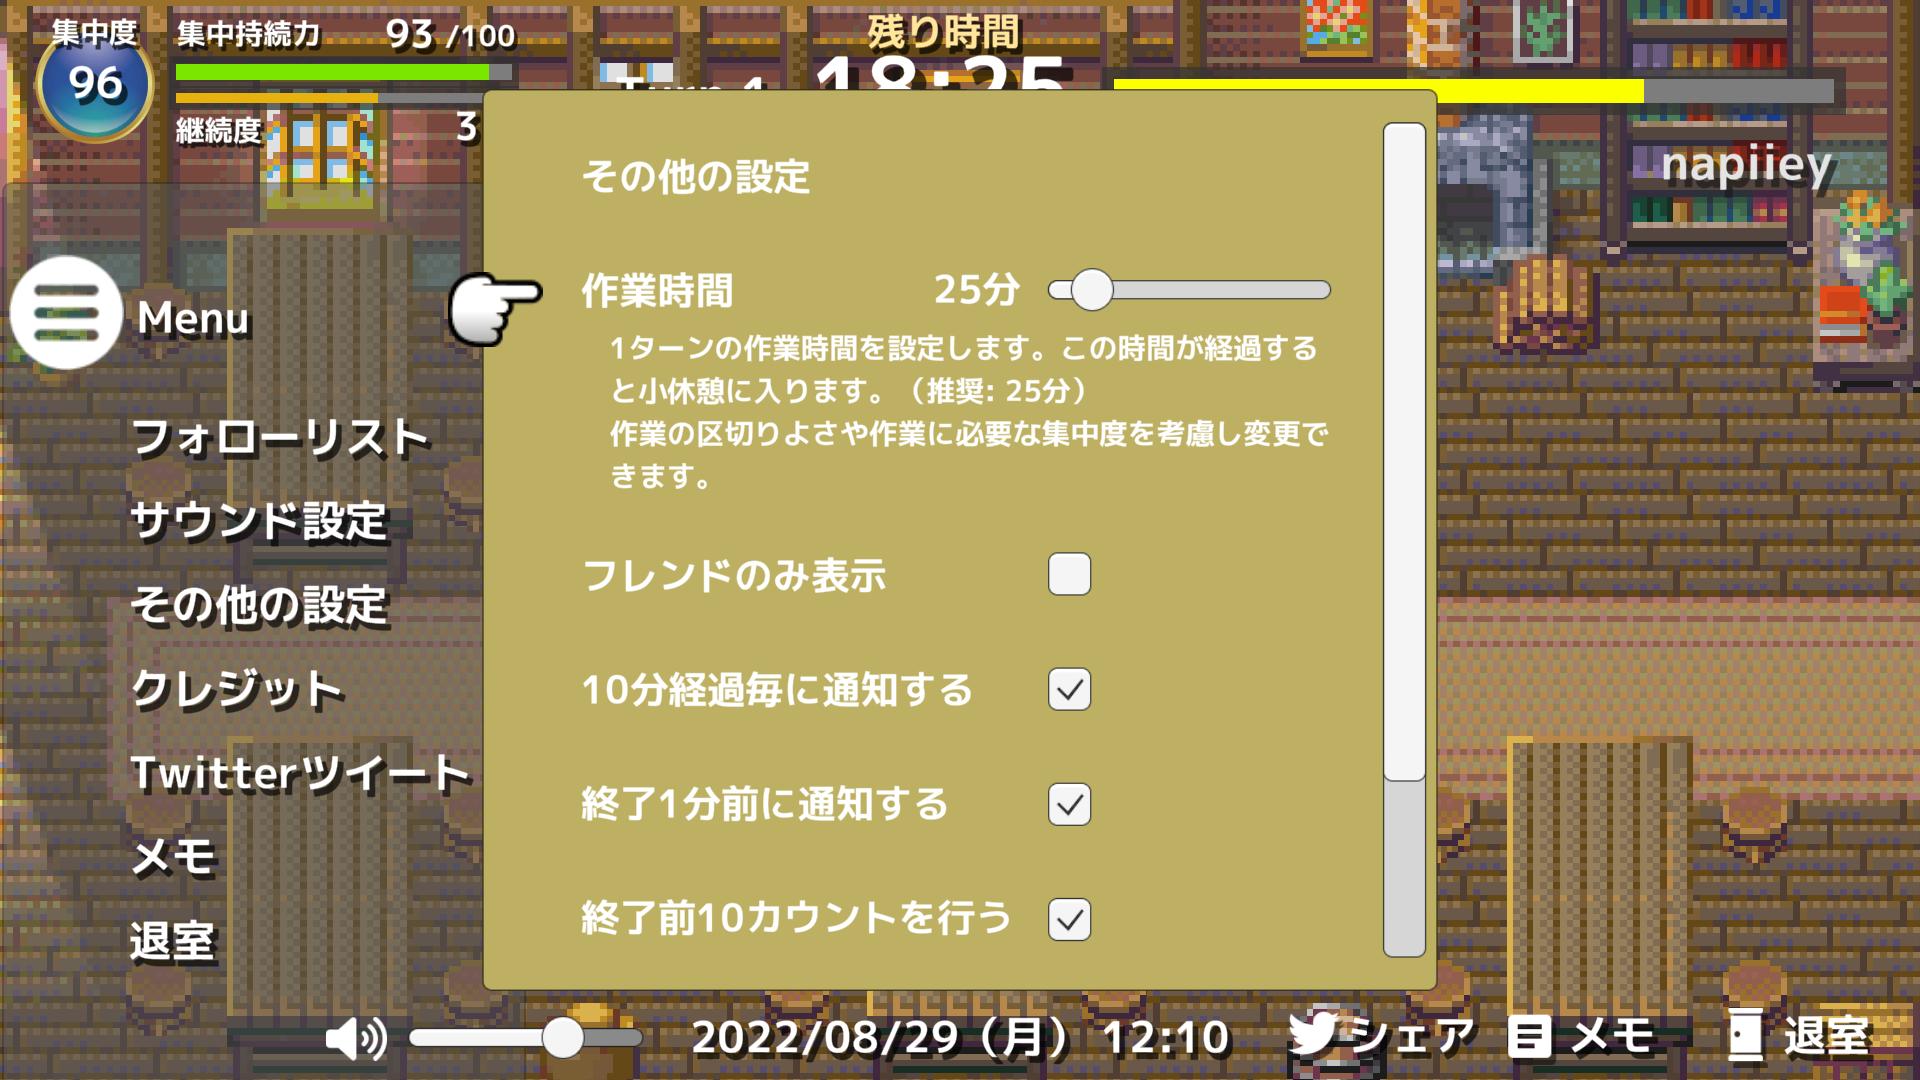 集中度
96
集中持続力 93 /100
継続度 3
残り時間
Turn 1 18:25
napiiey
Menu
フォローリスト
サウンド設定
その他の設定
クレジット
Twitterツイート
メモ
退室
その他の設定
作業時間 25分
1ターンの作業時間を設定します。この時間が経過する
と小休憩に入ります。（推奨: 25分）
作業の区切りよさや作業に必要な集中度を考慮し変更で
きます。
フレンドのみ表示
10分経過毎に通知する
終了1分前に通知する
終了前10カウントを行う
2022/08/29（月） 12:10
シェア
メモ
退室